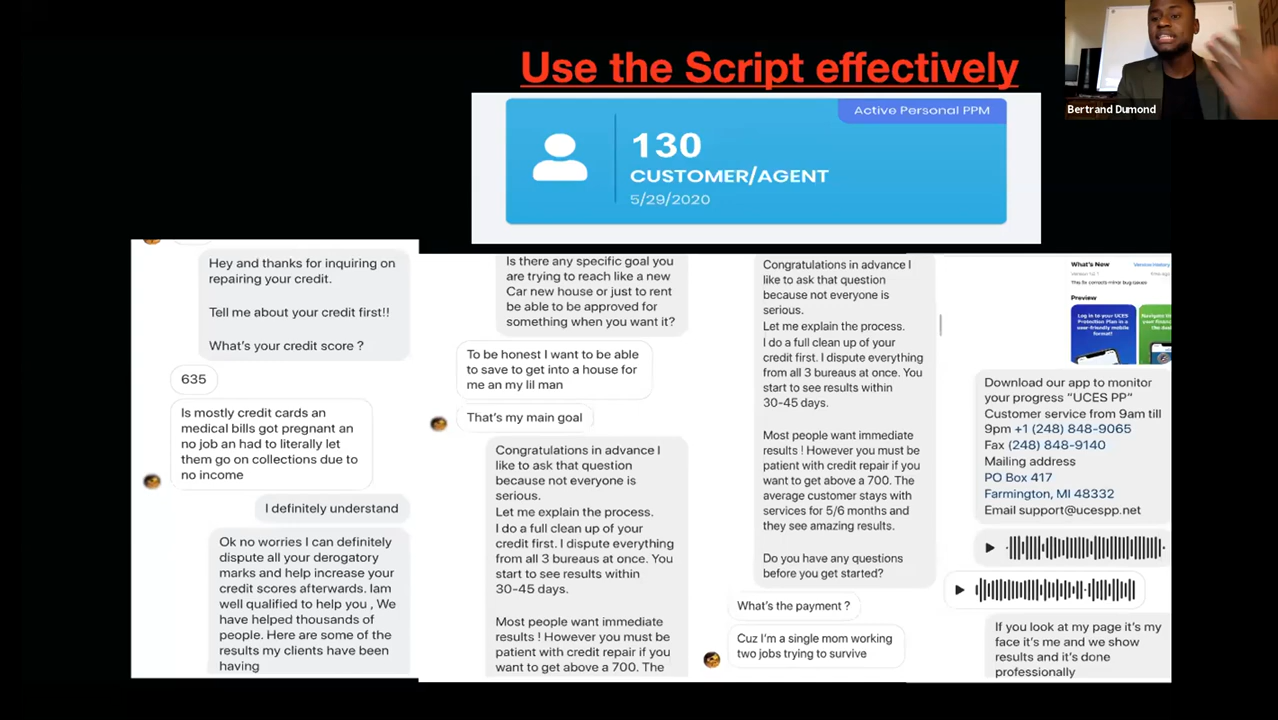 Use the Script effectively
Bertrand Dumond
Active Personal PPM
130
CUSTOMER/AGENT
5/29/2020
Hey and thanks for inquiring on
repairing your credit.
Tell me about your credit first!!
What's your credit score ?
635
Is mostly credit cards an
medical bills got pregnant an
no job an had to literally let
them go on collections due to
no income
I definitely understand
Ok no worries I can definitely
dispute all your derogatory
marks and help increase your
credit scores afterwards. Iam
well qualified to help you , We
have helped thousands of
people. Here are some of the
results my clients have been
having
Is there any specific goal you
are trying to reach like a new
Car new house or just to rent
be able to be approved for
something when you want it?
To be honest I want to be able
to save to get into a house for
me an my lil man
That's my main goal
Congratulations in advance I
like to ask that question
because not everyone is
serious.
Let me explain the process.
I do a full clean up of your
credit first. I dispute everything
from all 3 bureaus at once. You
start to see results within
30-45 days.
Most people want immediate
results ! However you must be
patient with credit repair if you
want to get above a 700. The
Congratulations in advance I
like to ask that question
because not everyone is
serious.
Let me explain the process.
I do a full clean up of your
credit first. I dispute everything
from all 3 bureaus at once. You
start to see results within
30-45 days.
Most people want immediate
results ! However you must be
patient with credit repair if you
want to get above a 700. The
average customer stays with
services for 5/6 months and
they see amazing results.
Do you have any questions
before you get started?
What's the payment ?
Cuz I'm a single mom working
two jobs trying to survive
What's New
Version History
Preview
Log in to your UCES
Protection Plan in a
user-friendly mobile
format!
Download our app to monitor
your progress “UCES PP”
Customer service from 9am till
9pm +1 (248) 848-9065
Fax (248) 848-9140
Mailing address
PO Box 417
Farmington, MI 48332
Email support@ucespp.net
If you look at my page it's my
face it's me and we show
results and it's done
professionally